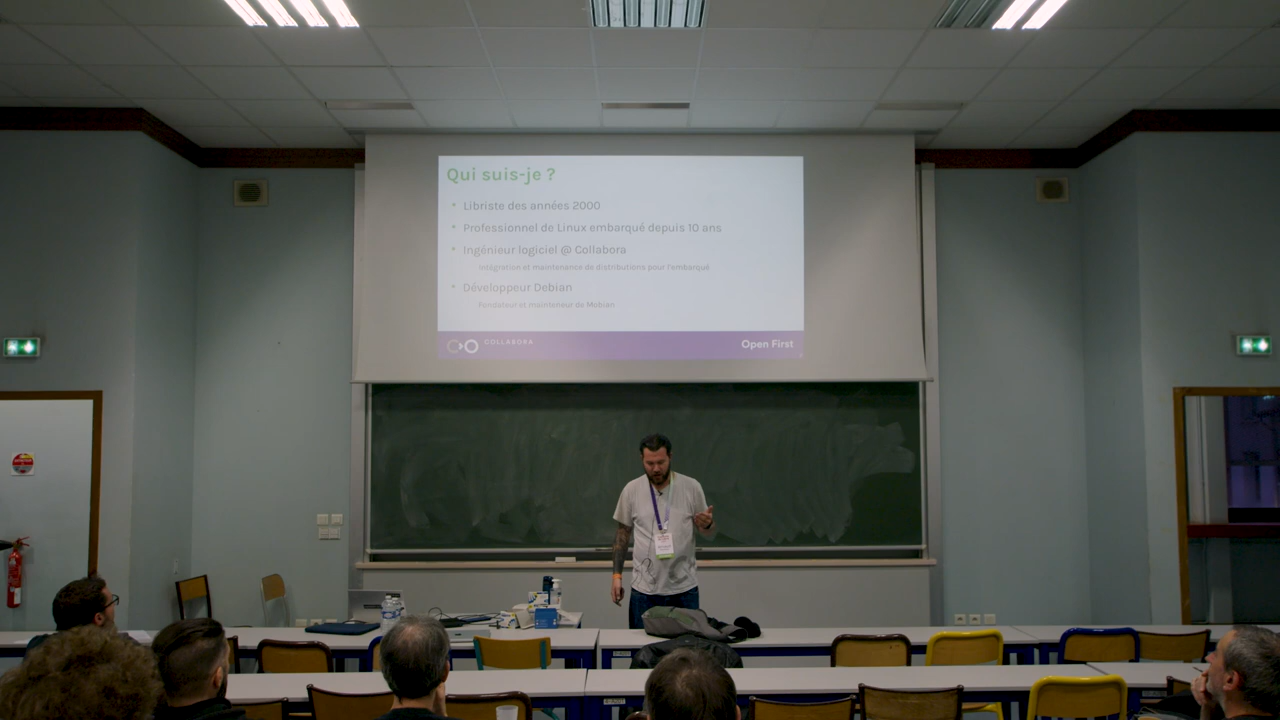 Qui suis-je ?
Libriste des années 2000
Professionnel de Linux embarqué depuis 10 ans
Ingénieur logiciel @ Collabora
Intégration et maintenance de distributions pour l'embarqué
Développeur Debian
Fondateur et mainteneur de Mobian
COLLABORA
Open First